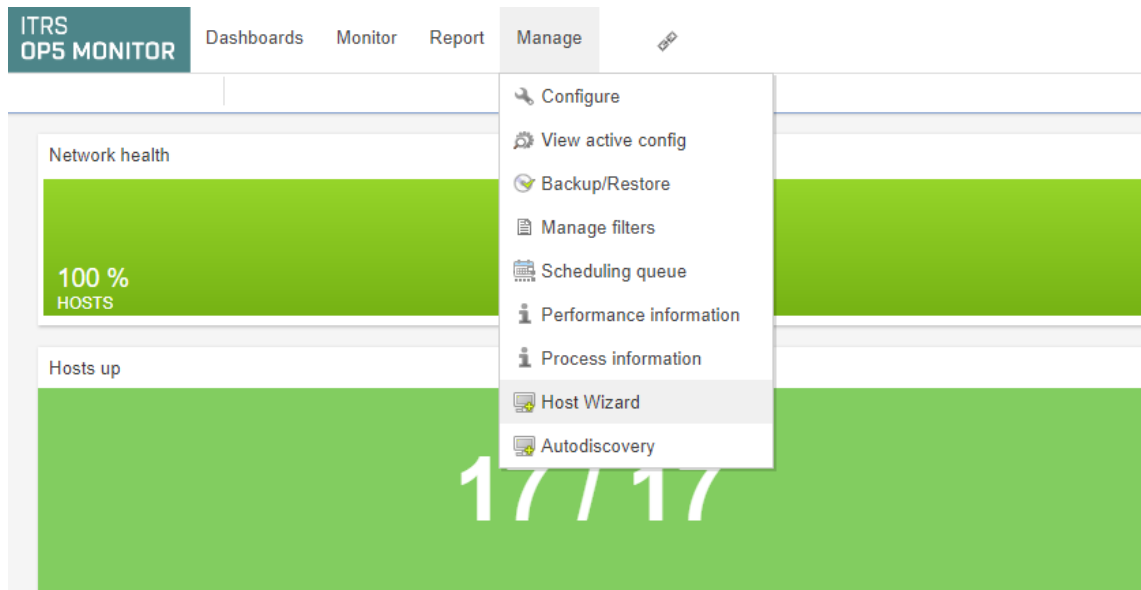 ITRS
OP5 MONITOR
Dashboards Monitor Report Manage
Configure
View active config
Backup/Restore
Manage filters
Scheduling queue
Performance information
Process information
Host Wizard
Autodiscovery
Network health
100 %
HOSTS
Hosts up
17 / 17